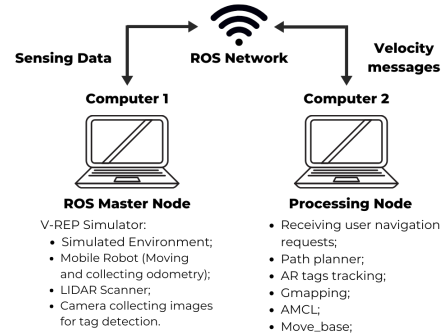 Sensing Data
ROS Network
Velocity
messages
Computer 1
ROS Master Node
V-REP Simulator:
• Simulated Environment;
• Mobile Robot (Moving
and collecting odometry);
• LIDAR Scanner;
• Camera collecting images
for tag detection.
Computer 2
Processing Node
• Receiving user navigation
requests;
• Path planner;
• AR tags tracking;
• Gmapping;
• AMCL;
• Move_base;